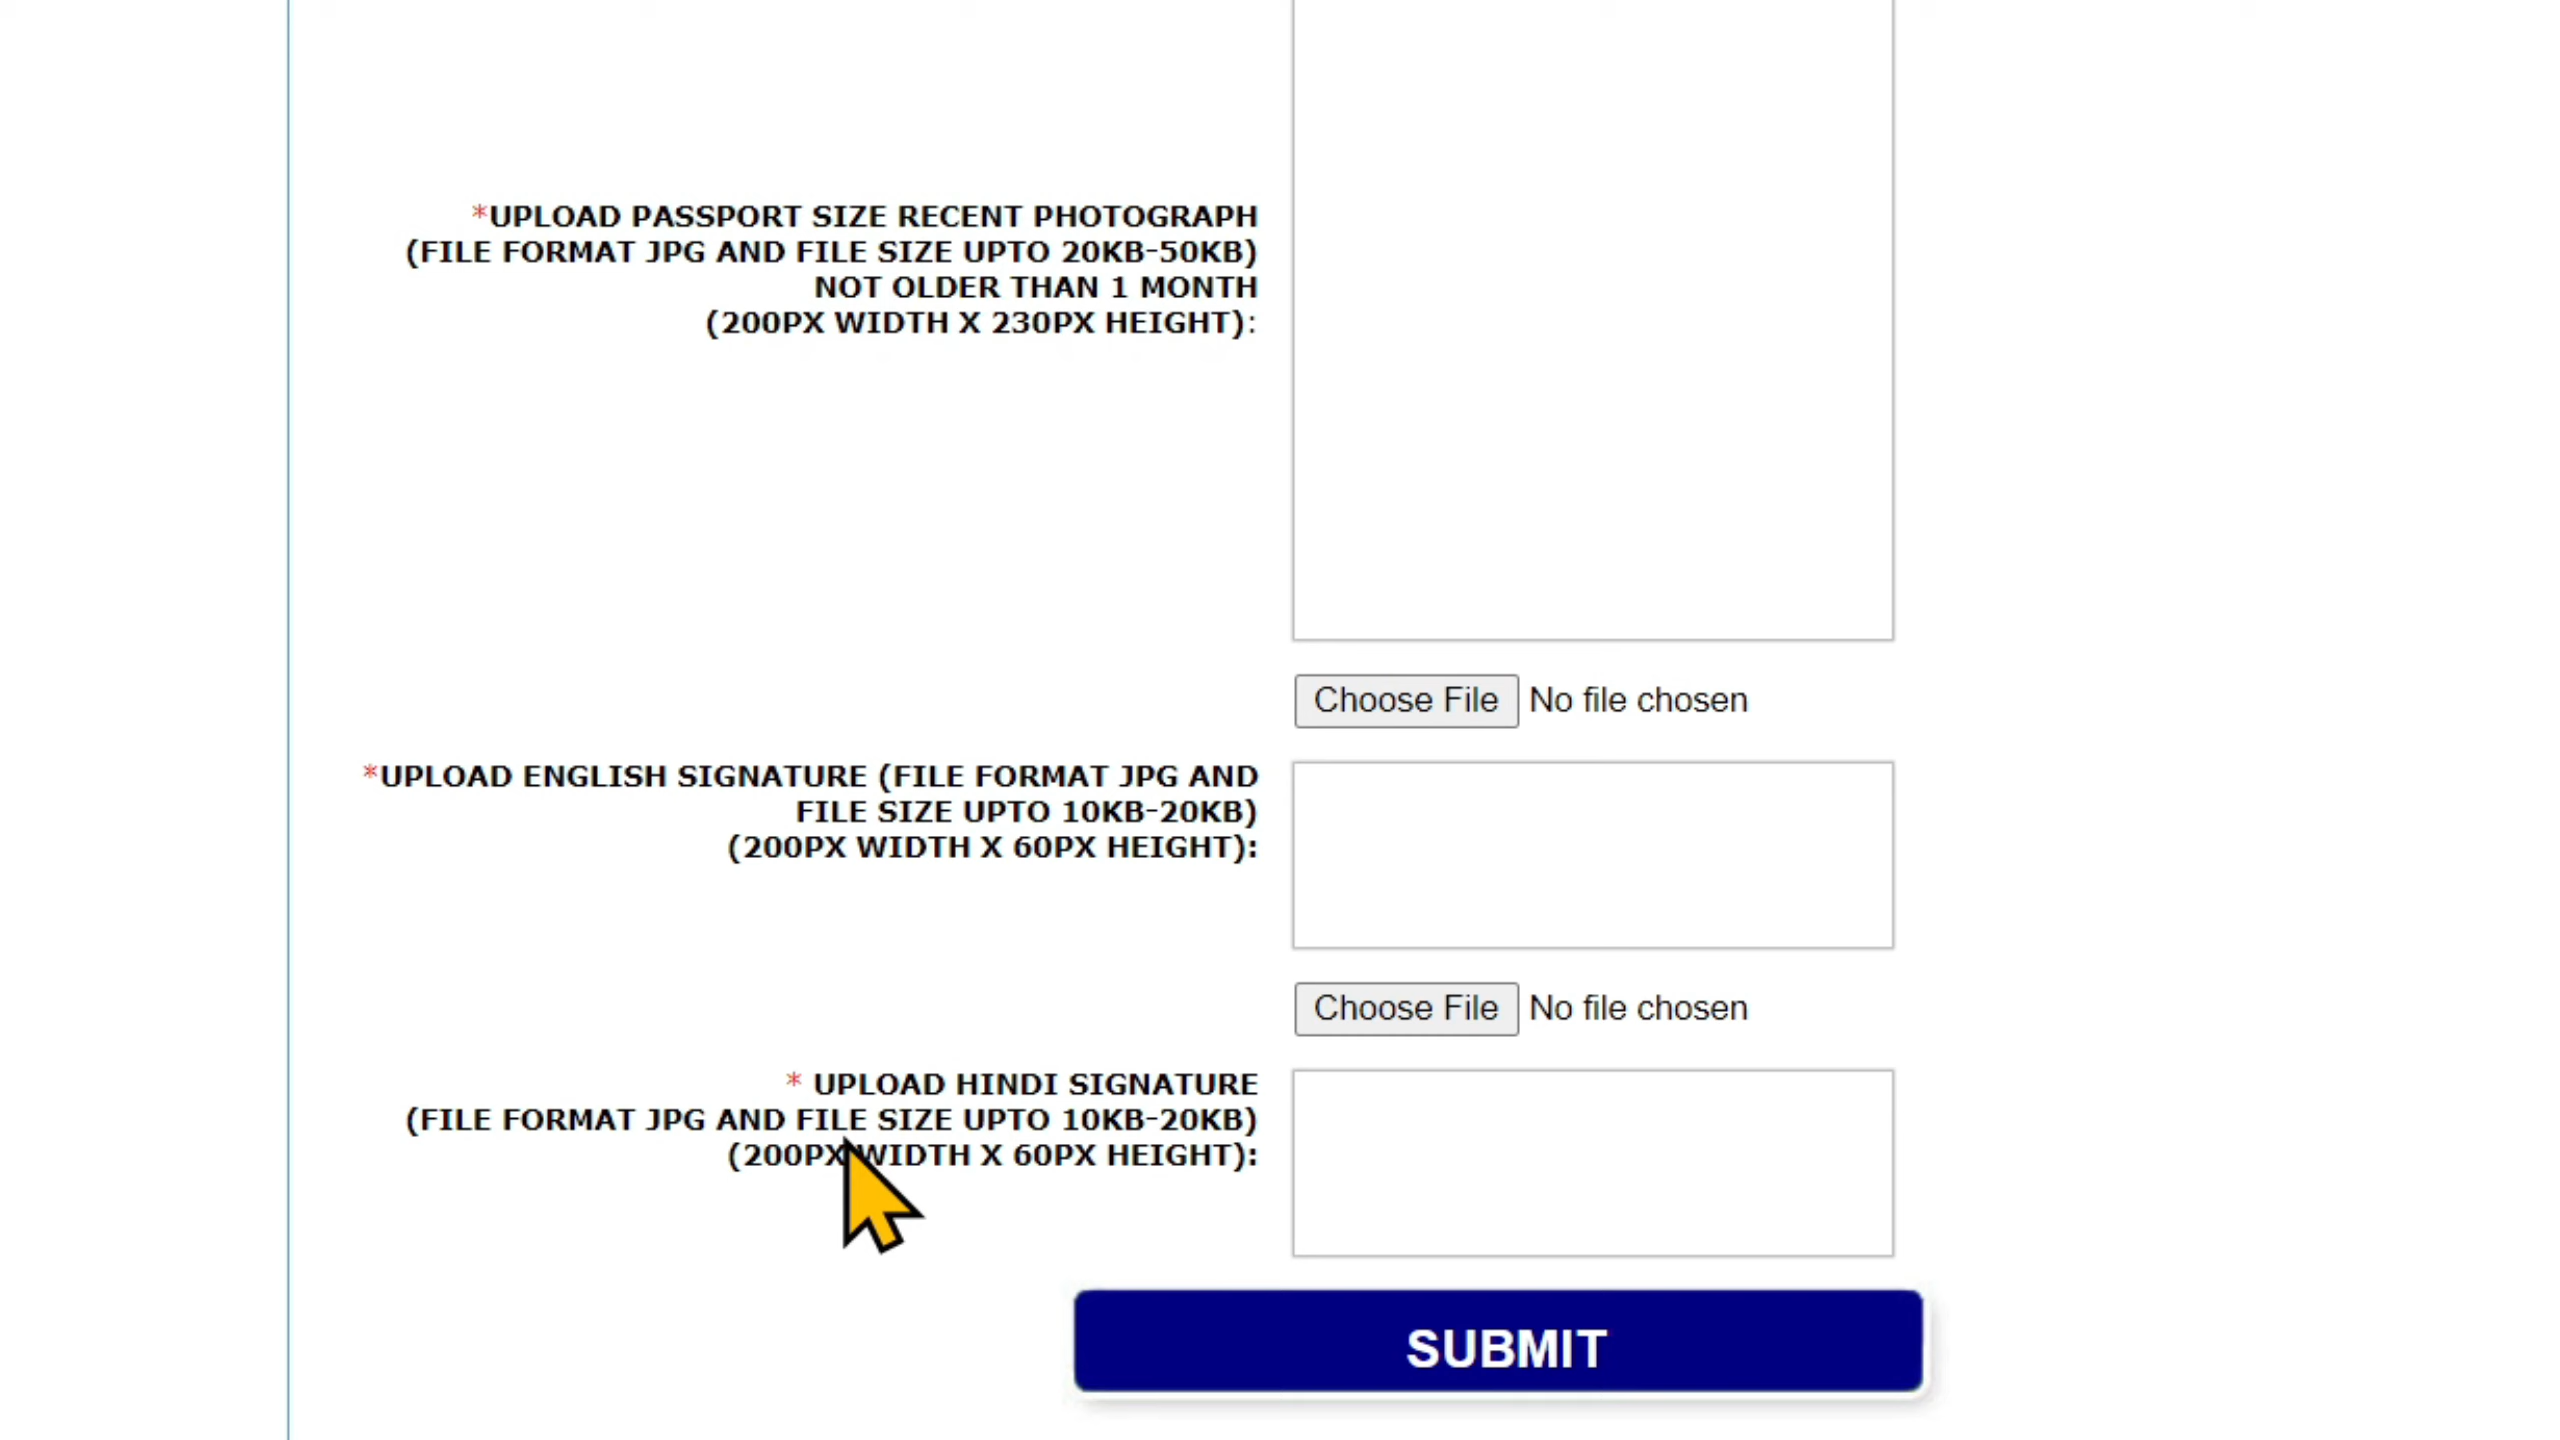 *UPLOAD PASSPORT SIZE RECENT PHOTOGRAPH
(FILE FORMAT JPG AND FILE SIZE UPTO 20KB-50KB)
NOT OLDER THAN 1 MONTH
(200PX WIDTH X 230PX HEIGHT):
Choose File No file chosen
*UPLOAD ENGLISH SIGNATURE (FILE FORMAT JPG AND
FILE SIZE UPTO 10KB-20KB)
(200PX WIDTH X 60PX HEIGHT):
Choose File No file chosen
* UPLOAD HINDI SIGNATURE
(FILE FORMAT JPG AND FILE SIZE UPTO 10KB-20KB)
(200PX WIDTH X 60PX HEIGHT):
SUBMIT